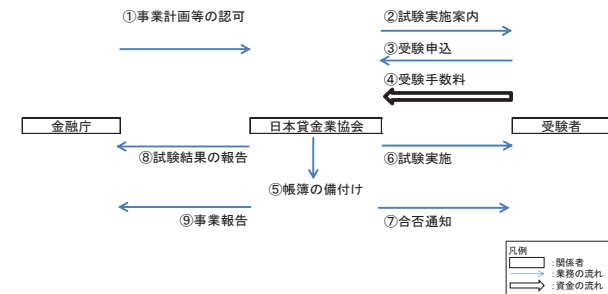 ①事業計画等の認可
②試験実施案内
③受験申込
④受験手数料
金融庁
日本貸金業協会
受験者
⑧試験結果の報告
⑥試験実施
⑤帳簿の備付け
⑨事業報告
⑦合否通知
凡例
:関係者
:業務の流れ
:資金の流れ